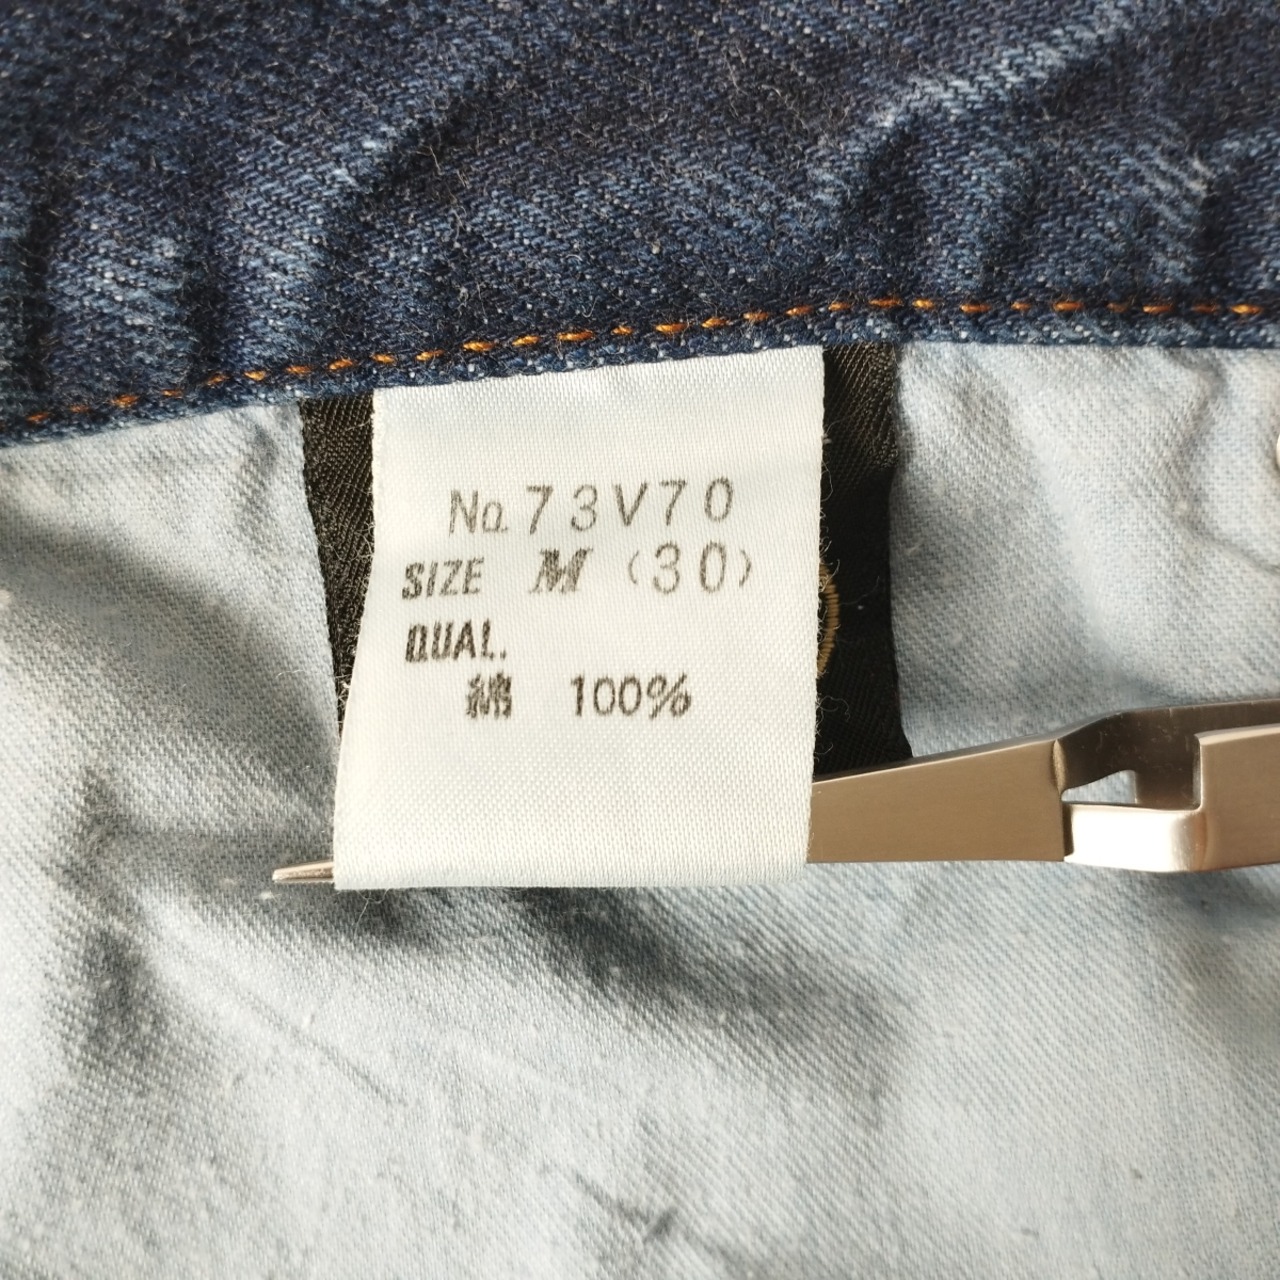 No.73V70
SIZE M (30)
QUAL.
綿 100%